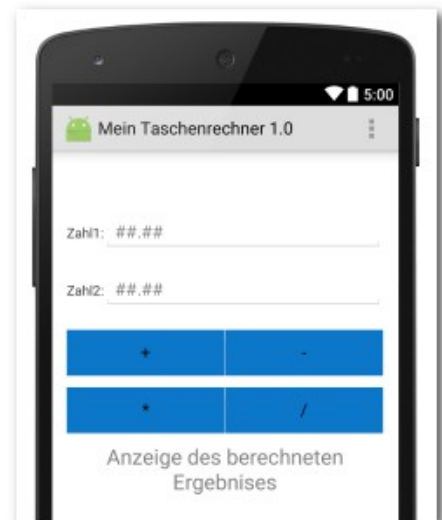 5:00
Mein Taschenrechner 1.0
Zahl1: ##.##
Zahl2: ##.##
+ -
* /
Anzeige des berechneten
Ergebnises